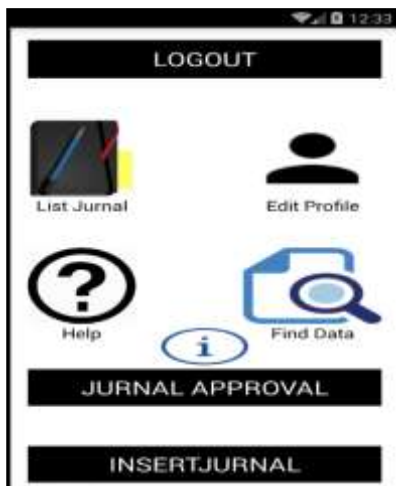 12:33
LOGOUT
List Jurnal
Edit Profile
?
Help
i
Find Data
JURNAL APPROVAL
INSERTJURNAL